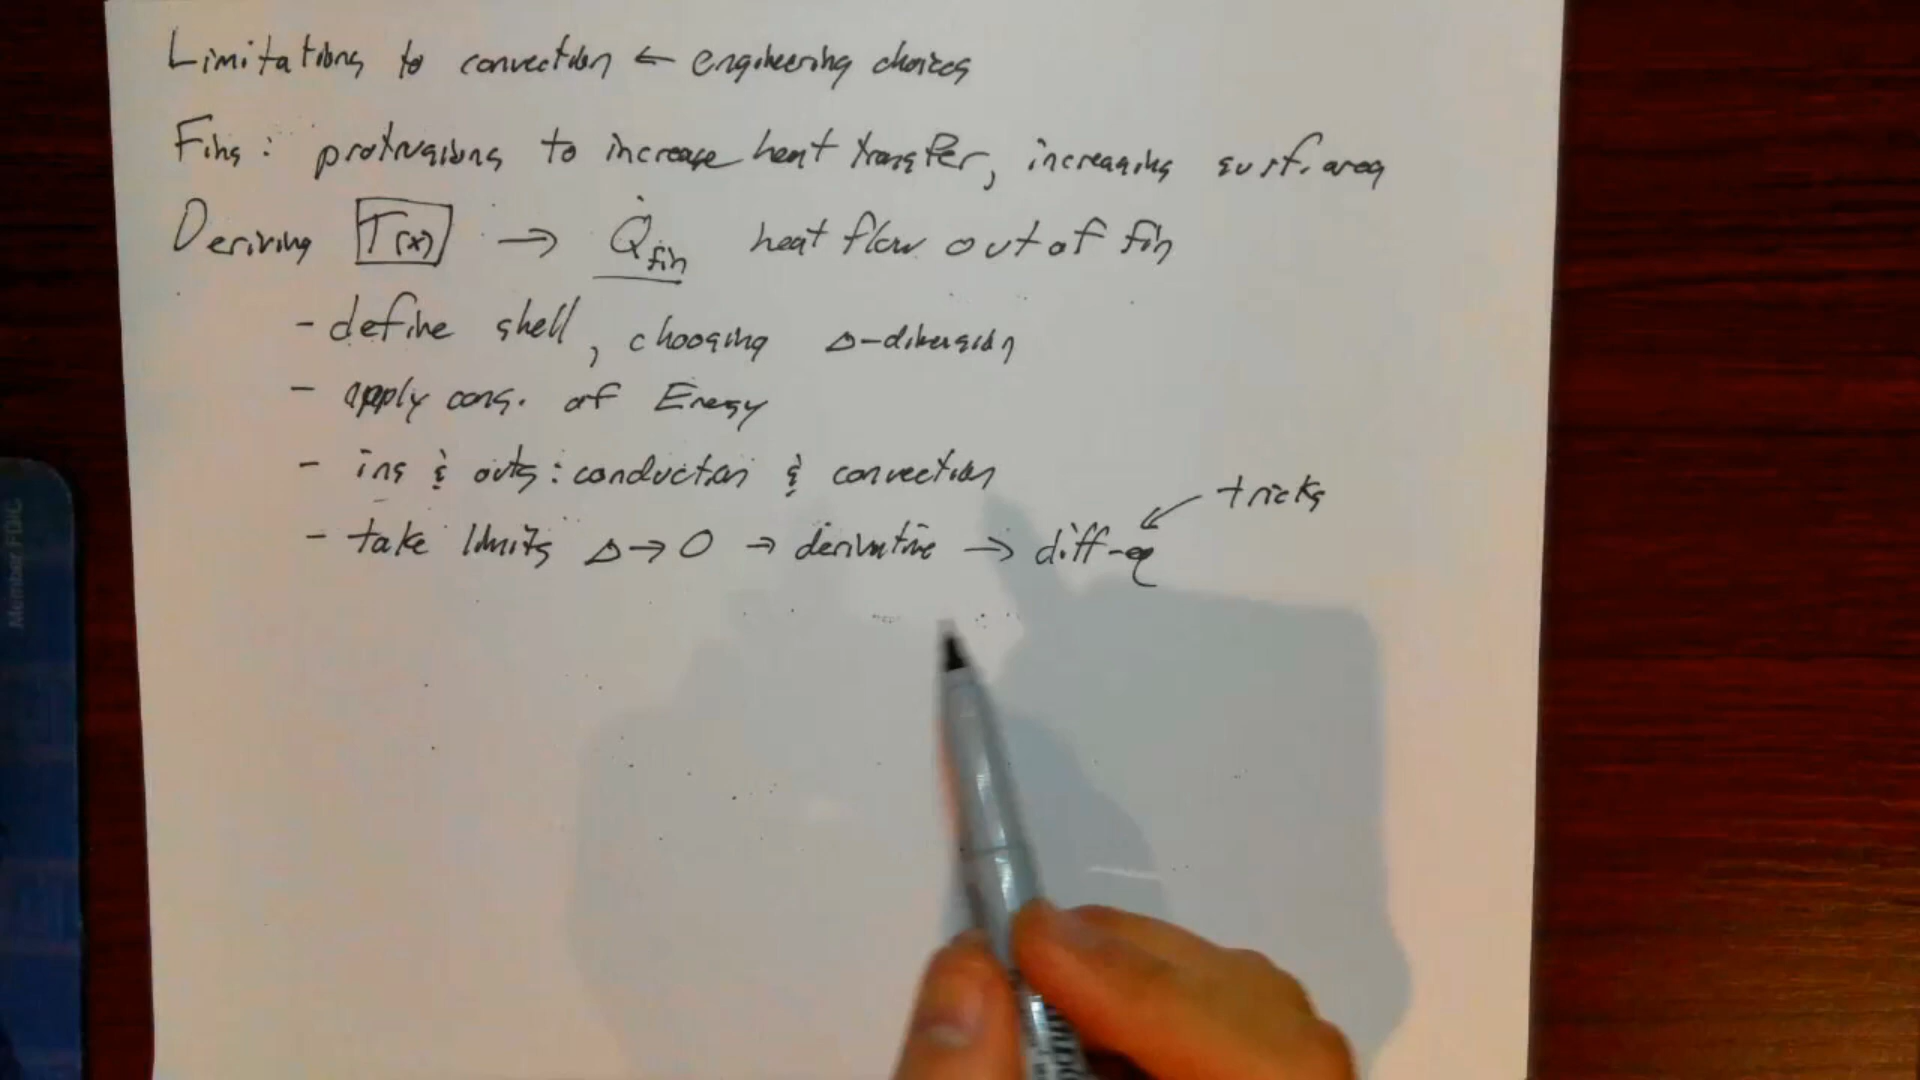 Limitations to convection ← engineering choices
Fins: protrusions to increase heat transfer, increasing surf. area
Deriving T(x) → Q̇fin heat flow out of fin
- define shell, choosing Δ-dimension
- apply cons. of Energy
- ins & outs: conduction & convection
tricks
- take limits Δ→0 → derivative → diff-eq
Member FDIC